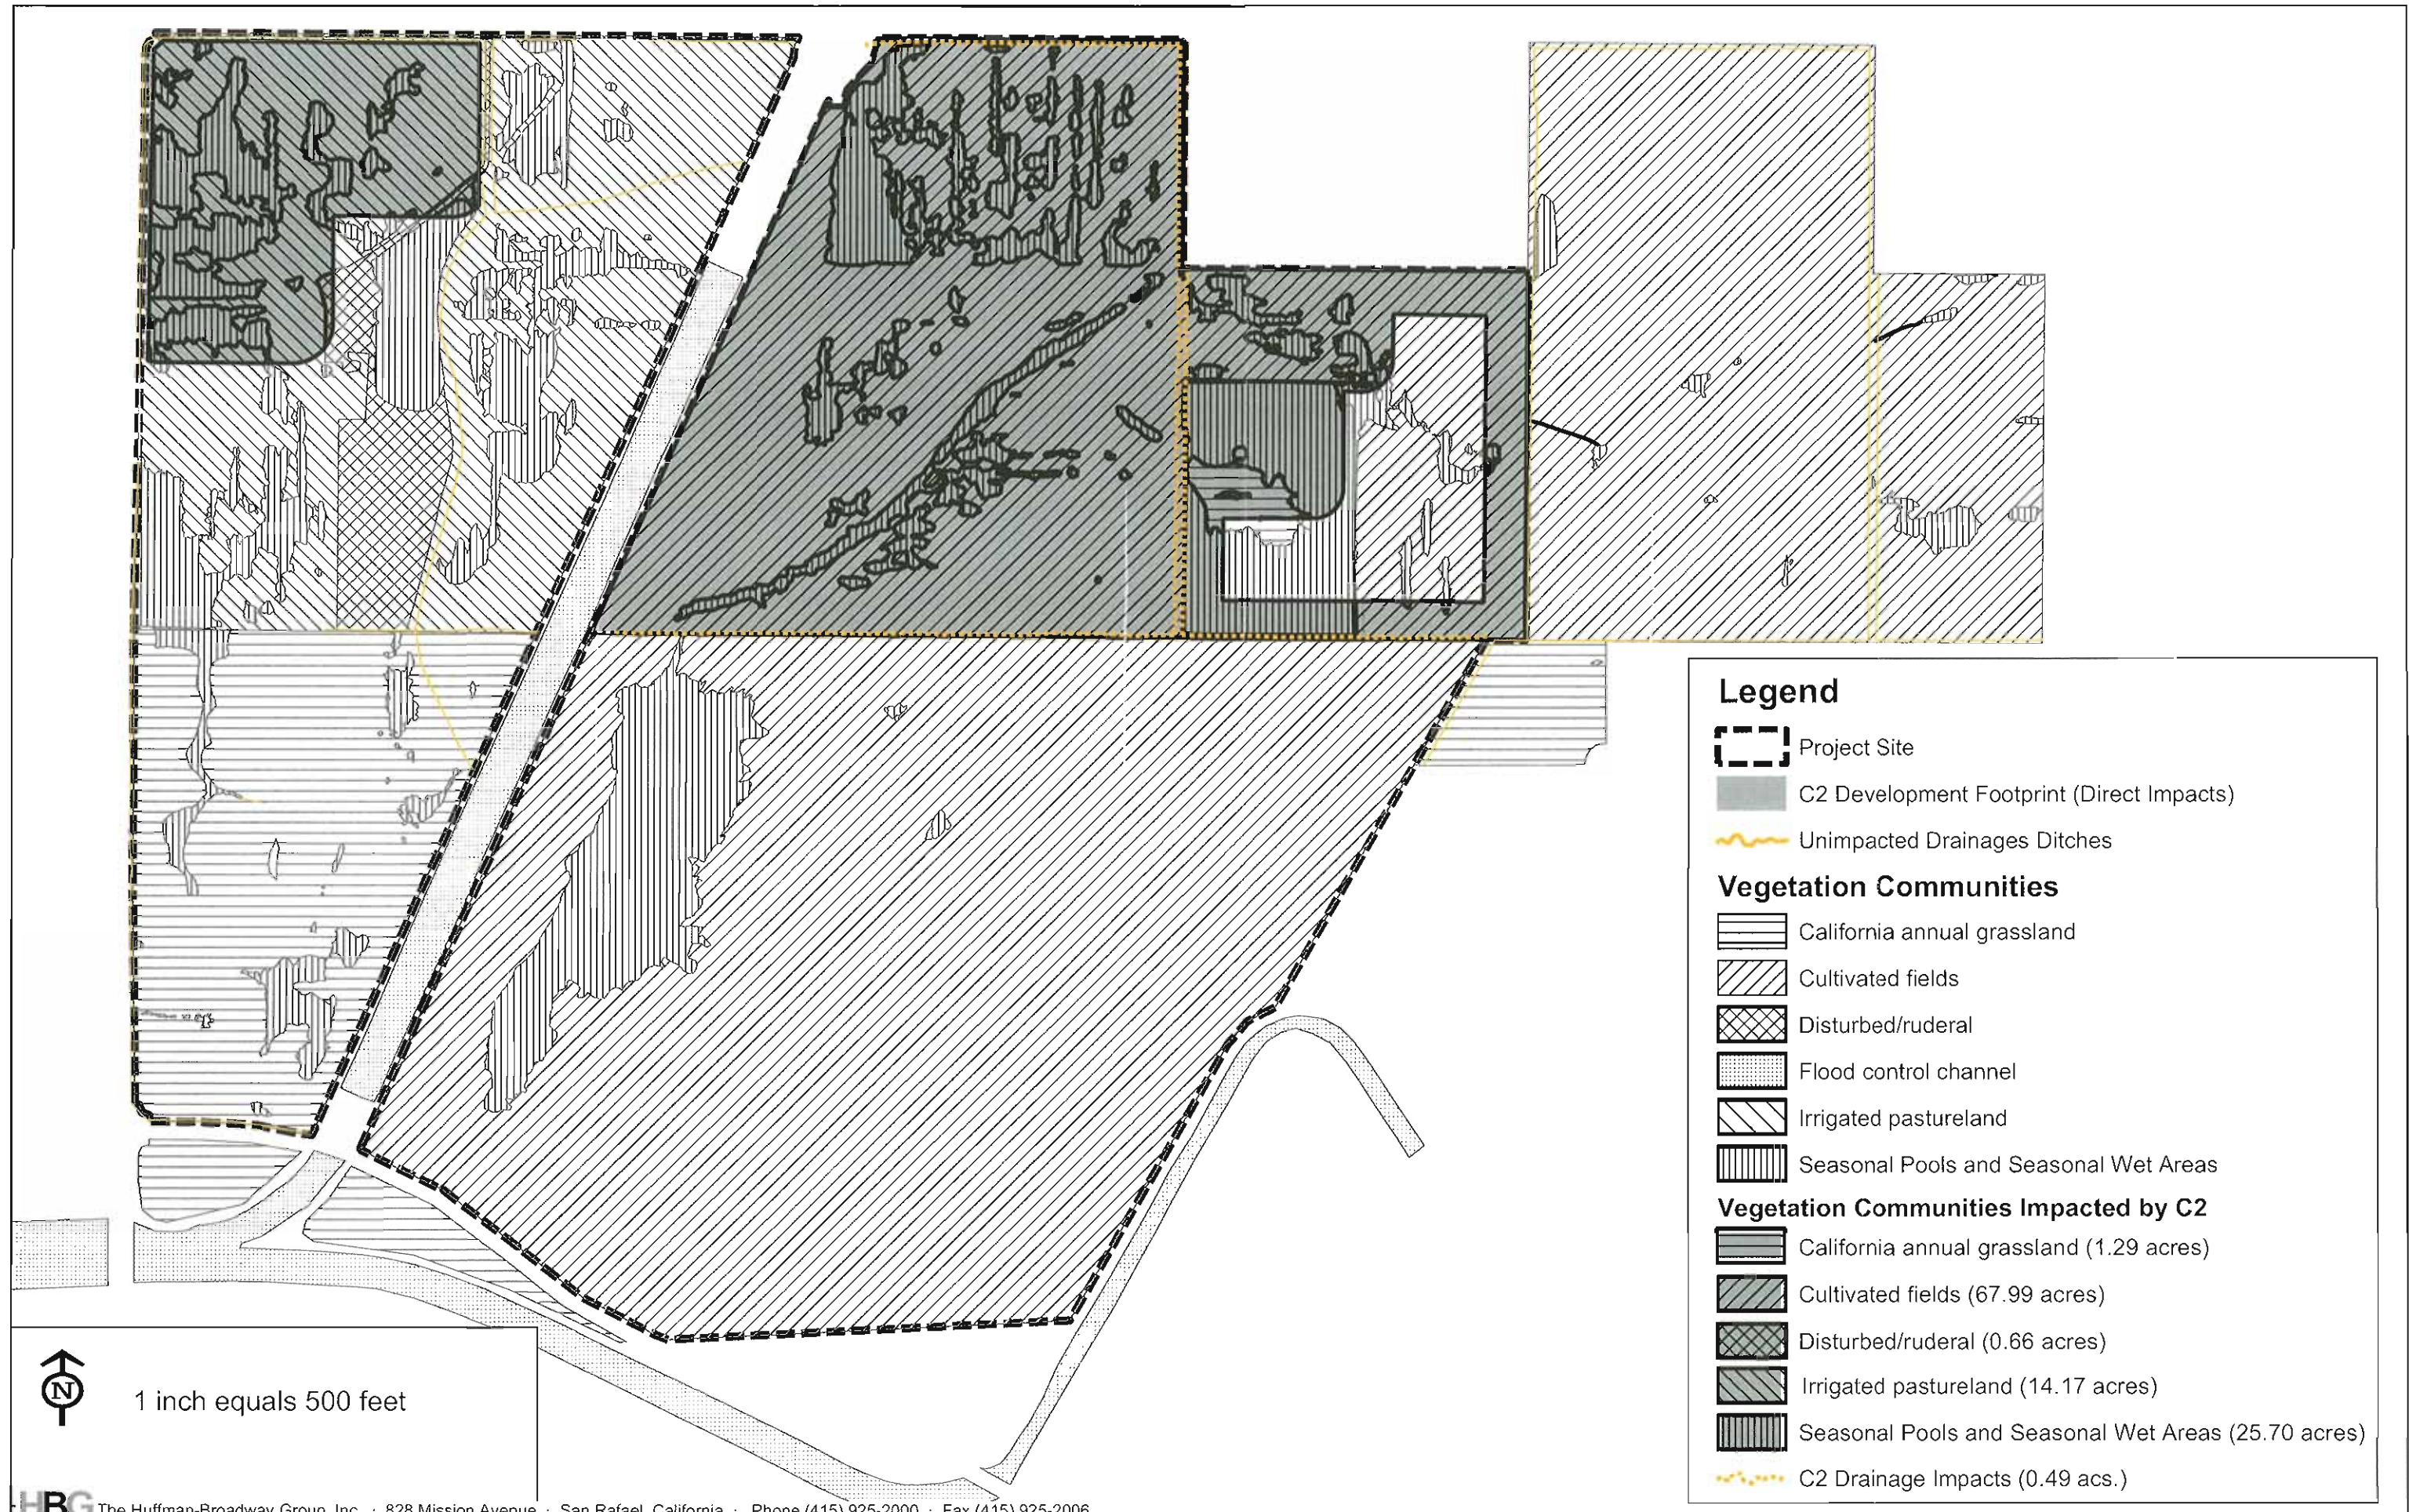 Legend
Project Site
C2 Development Footprint (Direct Impacts)
Unimpacted Drainages Ditches
Vegetation Communities
California annual grassland
Cultivated fields
Disturbed/ruderal
Flood control channel
Irrigated pastureland
Seasonal Pools and Seasonal Wet Areas
Vegetation Communities Impacted by C2
California annual grassland (1.29 acres)
Cultivated fields (67.99 acres)
Disturbed/ruderal (0.66 acres)
Irrigated pastureland (14.17 acres)
Seasonal Pools and Seasonal Wet Areas (25.70 acres)
C2 Drainage Impacts (0.49 acs.)
N
1 inch equals 500 feet
HBG The Huffman-Broadway Group, Inc. · 828 Mission Avenue · San Rafael, California · Phone (415) 925-2000 · Fax (415) 925-2006